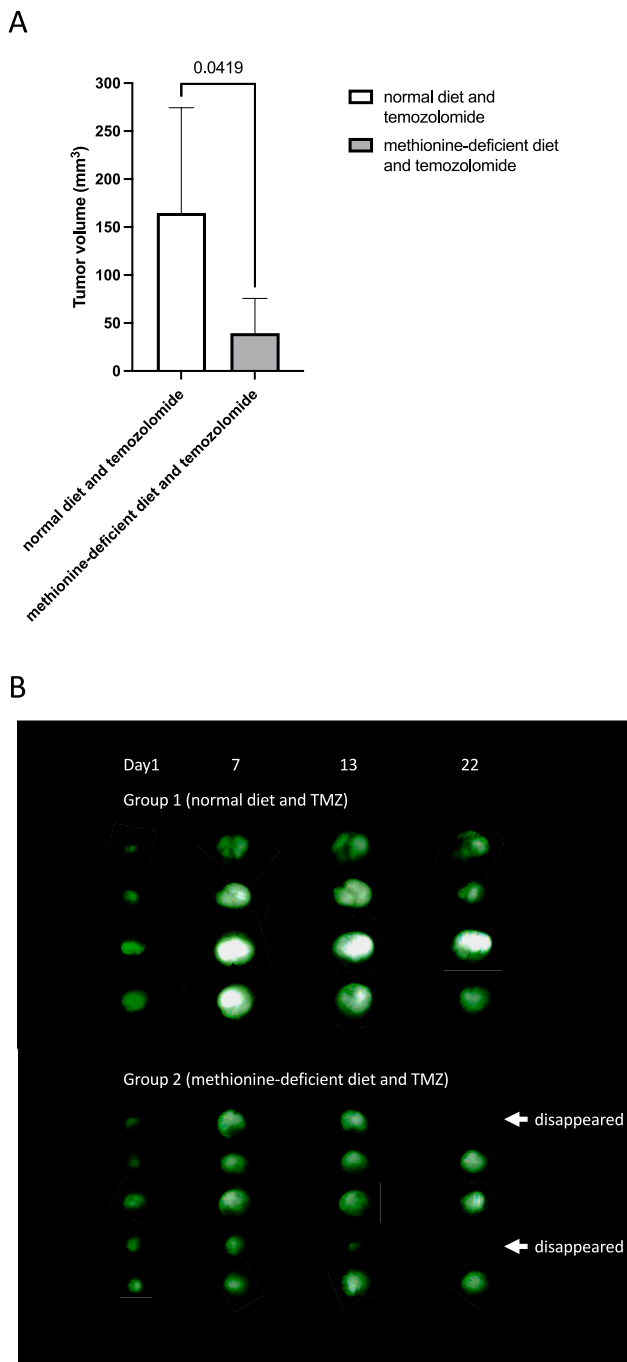 A
0.0419
300
250
200
150
100
50
0
Tumor volume (mm³)
normal diet and temozolomide
methionine-deficient diet and temozolomide
normal diet and
temozolomide
methionine-deficient diet
and temozolomide
B
Day1 7 13 22
Group 1 (normal diet and TMZ)
Group 2 (methionine-deficient diet and TMZ)
disappeared
disappeared